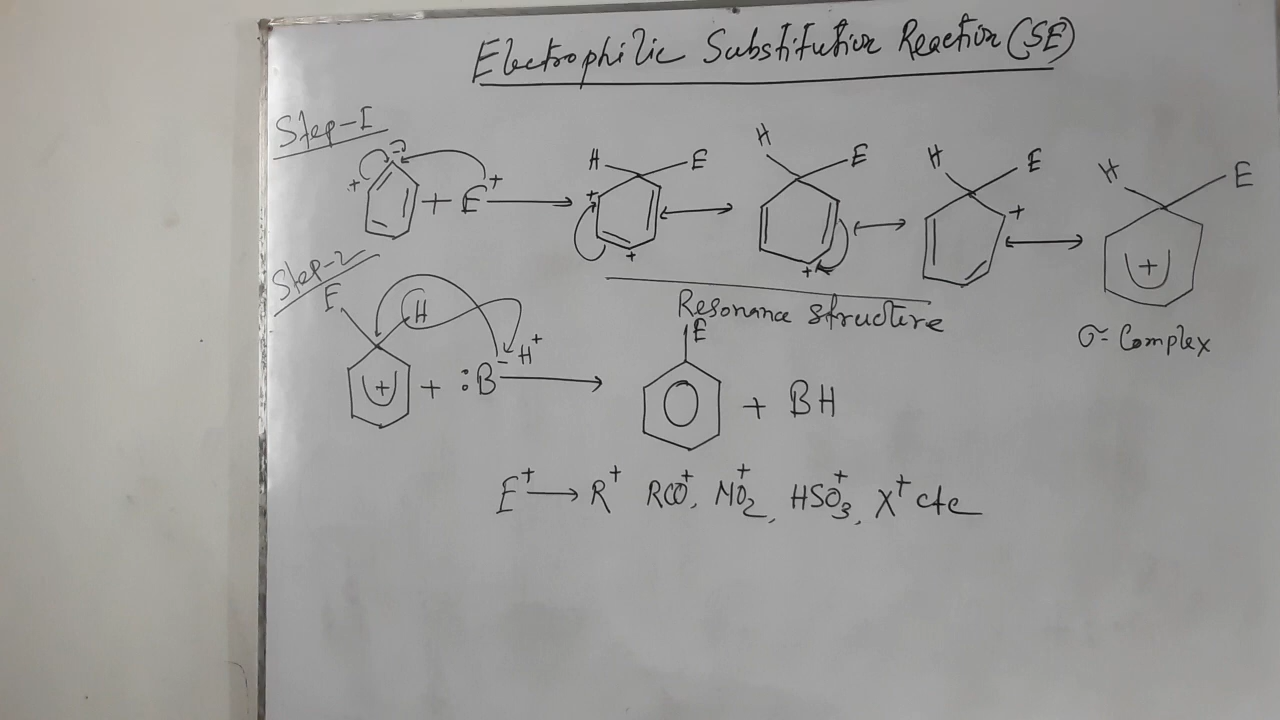 Electrophilic Substitution Reaction (SE)
Step-I
+ - + E+ → H E + + ↔ H E + ↔ H E + ↔ H E +
Resonance structure
σ-Complex
Step-2
E H + + :B- H+ → E + BH
E+ → R+ RCO+, NO2+, HSO3+, X+ etc